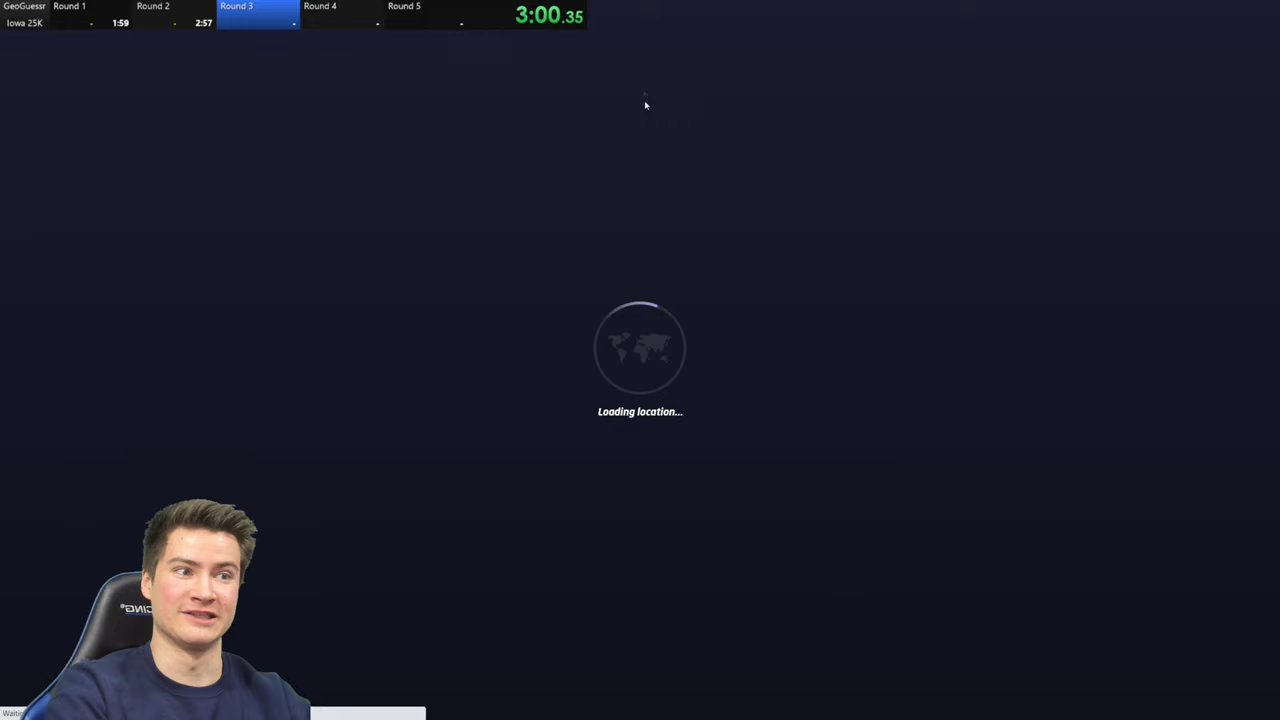 GeoGuessr Round 1 Round 2 Round 3 Round 4 Round 5 3:00.35
Iowa 25K - 1:59 - 2:57 - - -
Loading location...
CING®